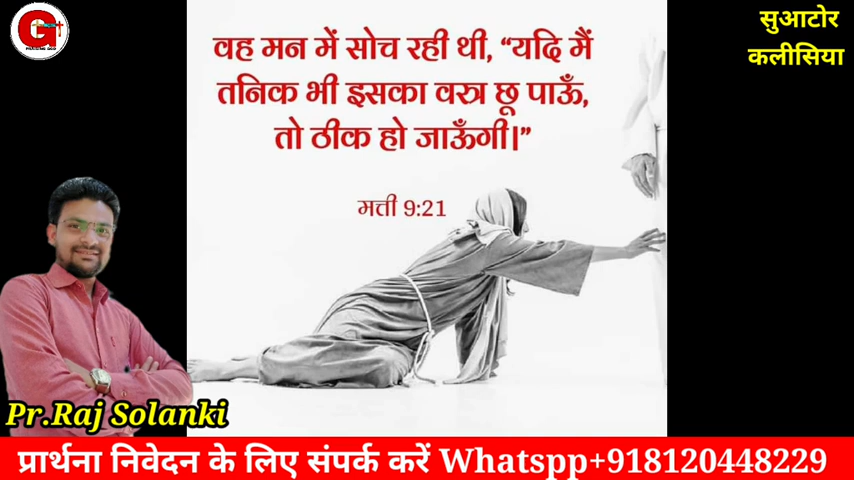 सुआटोर
कलीसिया
वह मन में सोच रही थी, “यदि मैं
तनिक भी इसका वस्त्र छू पाऊँ,
तो ठीक हो जाऊँगी।”
मत्ती 9:21
Pr.Raj Solanki
प्रार्थना निवेदन के लिए संपर्क करें Whatspp+918120448229